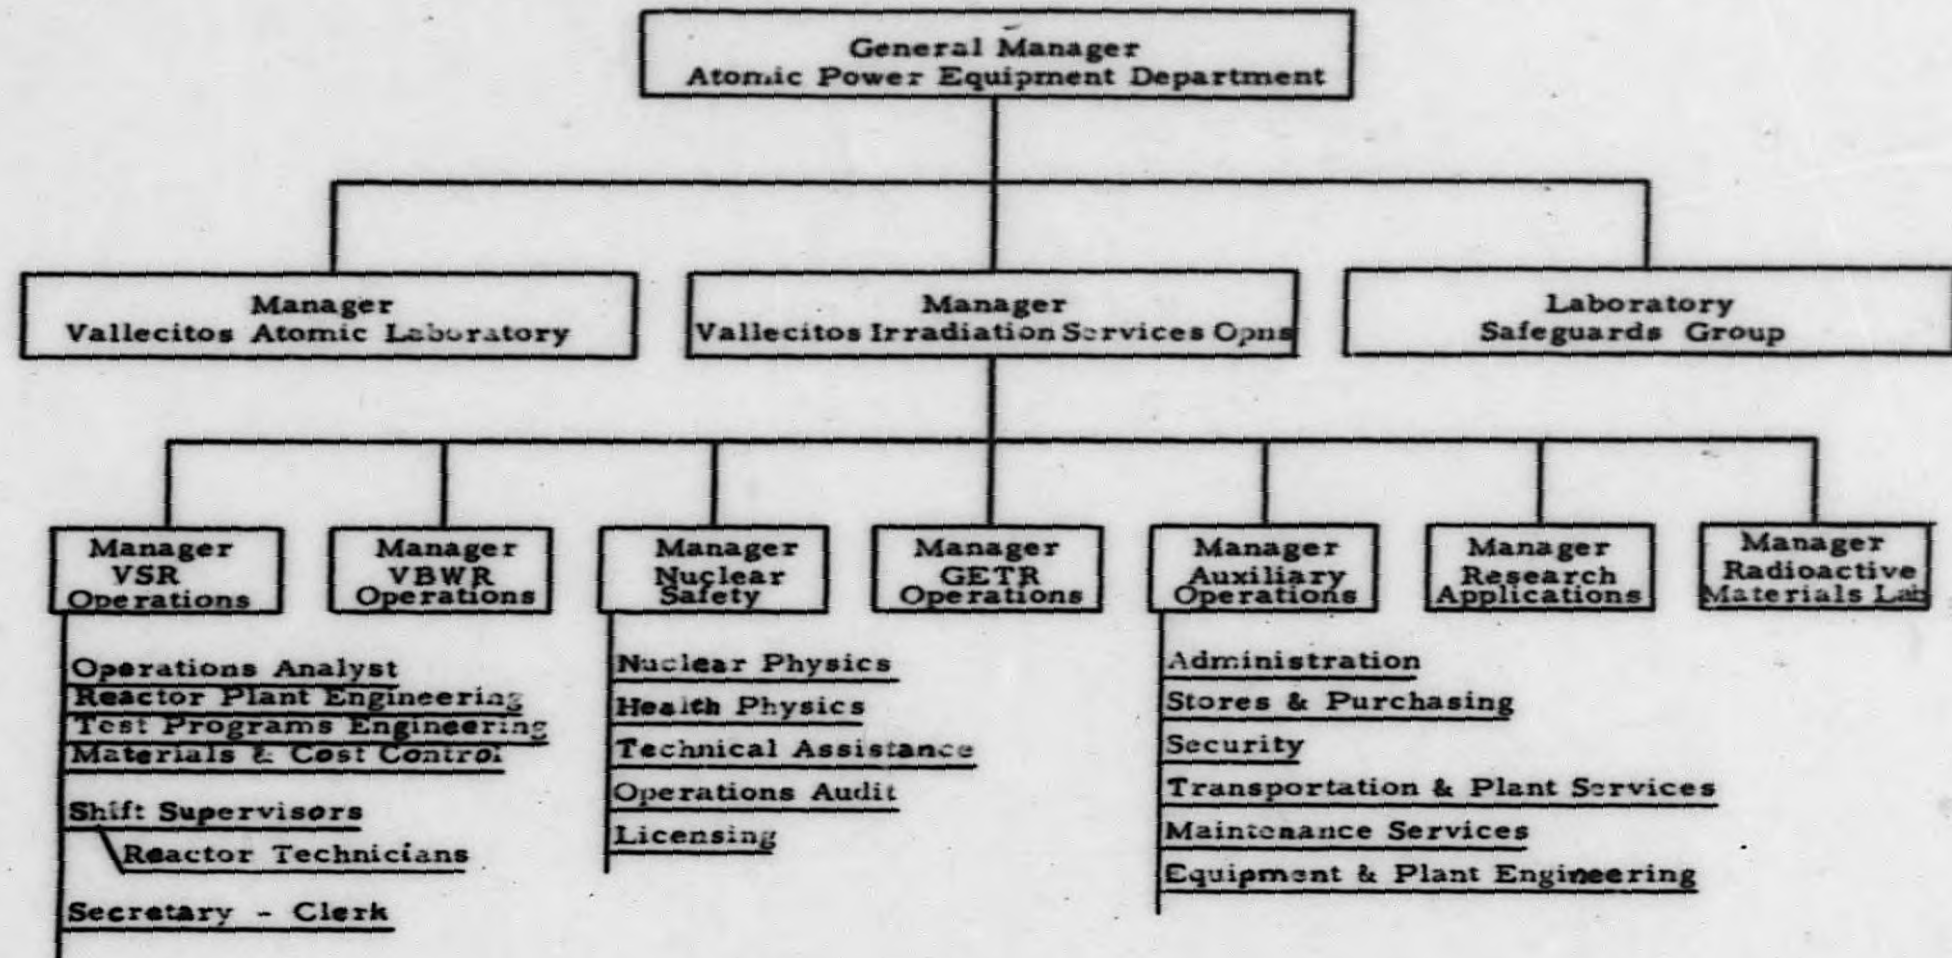 General Manager
Atomic Power Equipment Department
Manager
Vallecitos Atomic Laboratory
Manager
Vallecitos Irradiation Services Opns
Laboratory
Safeguards Group
Manager
VSR
Operations
Manager
VBWR
Operations
Manager
Nuclear
Safety
Manager
GETR
Operations
Manager
Auxiliary
Operations
Manager
Research
Applications
Manager
Radioactive
Materials Lab
Operations Analyst
Reactor Plant Engineering
Test Programs Engineering
Materials & Cost Control
Shift Supervisors
Reactor Technicians
Secretary - Clerk
Nuclear Physics
Health Physics
Technical Assistance
Operations Audit
Licensing
Administration
Stores & Purchasing
Security
Transportation & Plant Services
Maintenance Services
Equipment & Plant Engineering